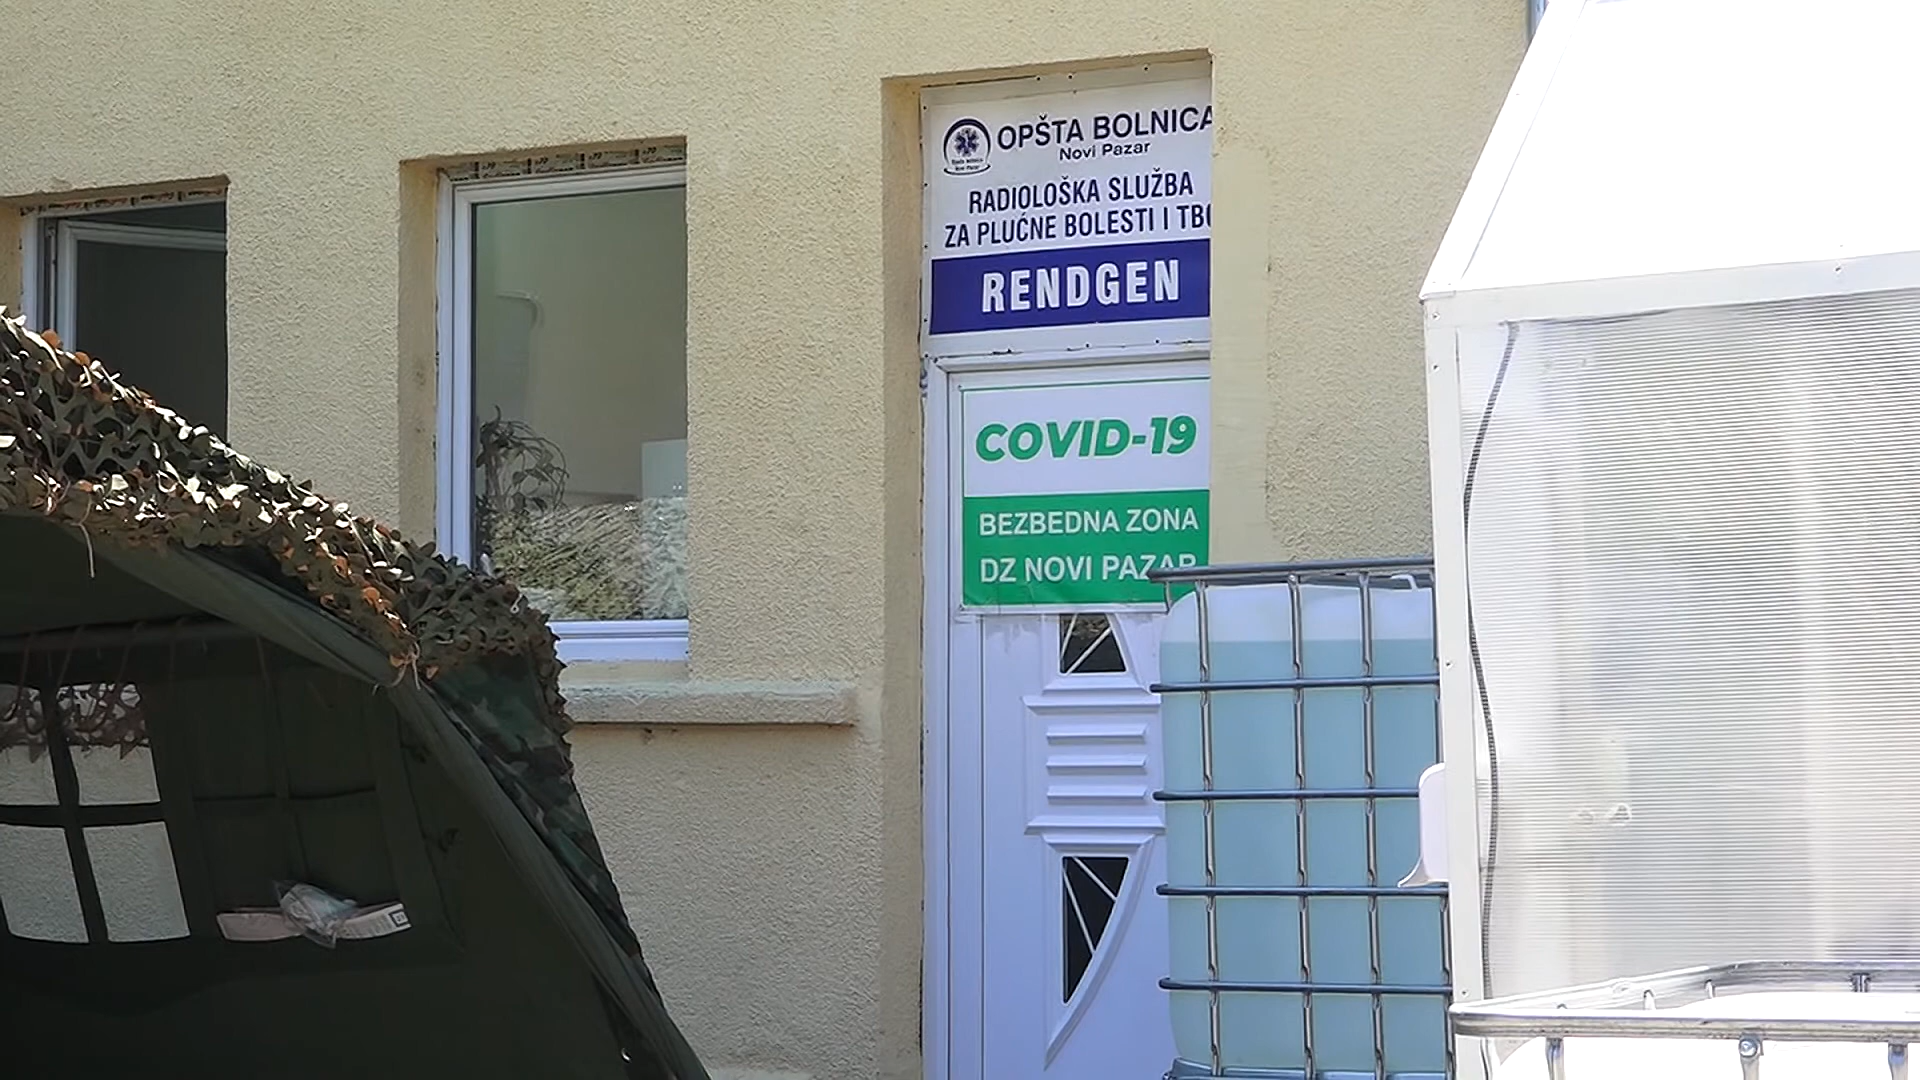 OPŠTA BOLNICA
Novi Pazar
RADIOLOŠKA SLUŽBA
ZA PLUĆNE BOLESTI I TBC
RENDGEN
COVID-19
BEZBEDNA ZONA
DZ NOVI PAZAR